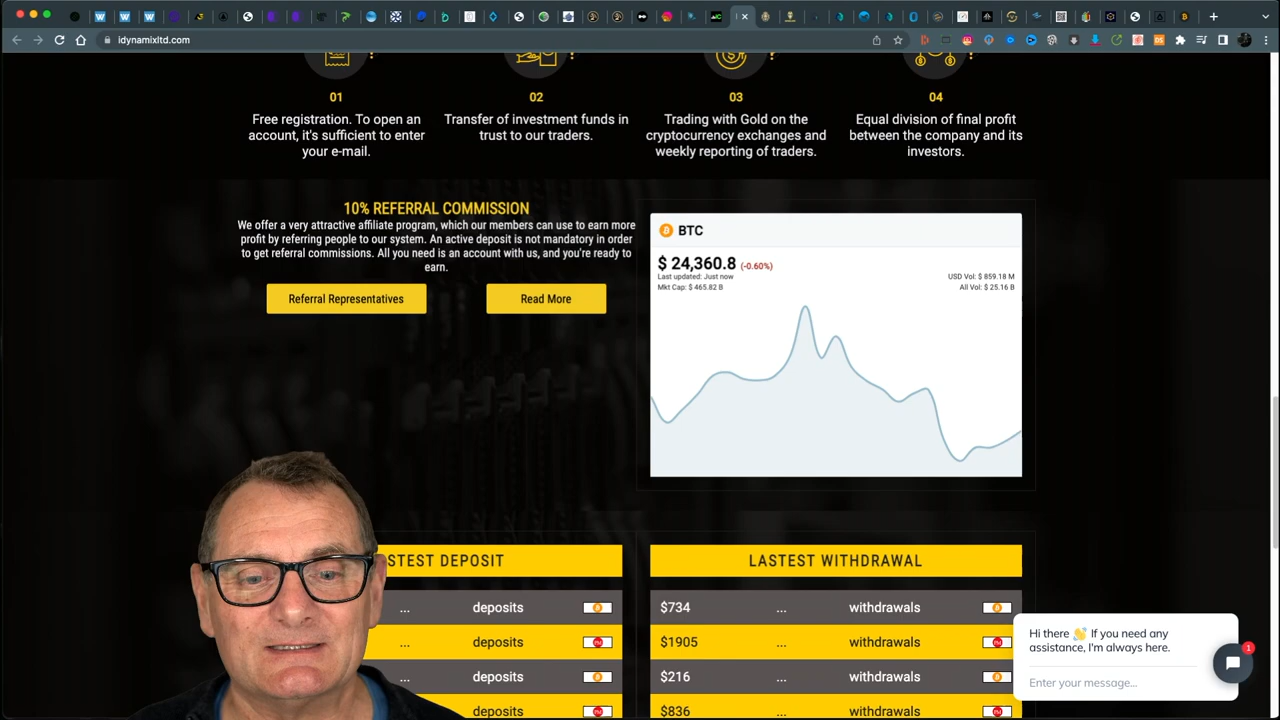 idynamixltd.com
01
Free registration. To open an
account, it's sufficient to enter
your e-mail.
02
Transfer of investment funds in
trust to our traders.
03
Trading with Gold on the
cryptocurrency exchanges and
weekly reporting of traders.
04
Equal division of final profit
between the company and its
investors.
10% REFERRAL COMMISSION
We offer a very attractive affiliate program, which our members can use to earn more
profit by referring people to our system. An active deposit is not mandatory in order
to get referral commissions. All you need is an account with us, and you're ready to
earn.
Referral Representatives
Read More
BTC
$ 24,360.8 (-0.60%)
Last updated: Just now
Mkt Cap: $ 465.82 B
USD Vol: $ 859.18 M
All Vol: $ 25.16 B
STEST DEPOSIT
... deposits
... deposits
... deposits
... deposits
LASTEST WITHDRAWAL
$734 ... withdrawals
$1905 ... withdrawals
$216 ... withdrawals
$836 ... withdrawals
Hi there 👋 If you need any
assistance, I'm always here.
Enter your message...
1